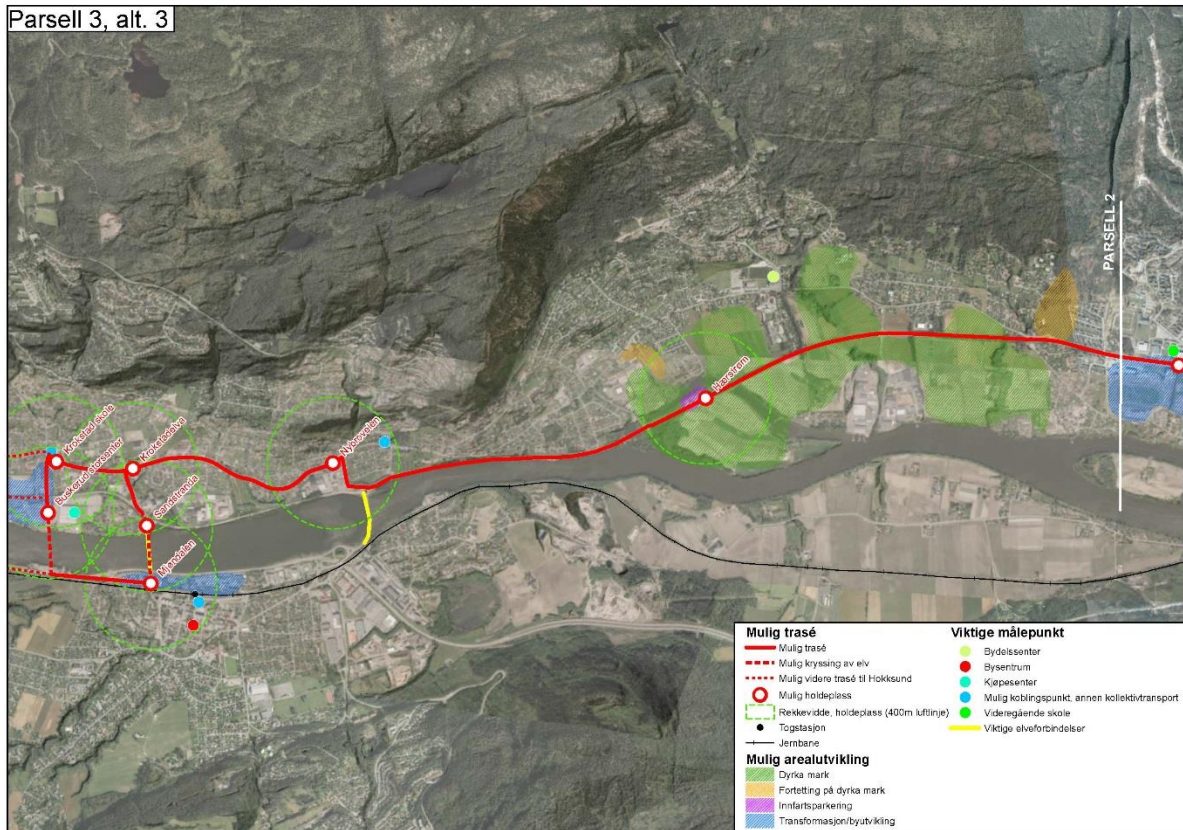 Parsell 3, alt. 3
PARSELL 2
Hærstrøm
Krokstad skole
Krokstadelva
Nybroveien
Buskerud storsenter
Sandstranda
Mjøndalen
Mulig trasé
Mulig trasé
Mulig kryssing av elv
Mulig videre trasé til Hokksund
Mulig holdeplass
Rekkevidde, holdeplass (400m luftlinje)
Togstasjon
Jernbane
Mulig arealutvikling
Dyrka mark
Fortetting på dyrka mark
Innfartsparkering
Transformasjon/byutvikling
Viktige målepunkt
Bydelssenter
Bysentrum
Kjøpesenter
Mulig koblingspunkt, annen kollektivtransport
Videregående skole
Viktige elveforbindelser